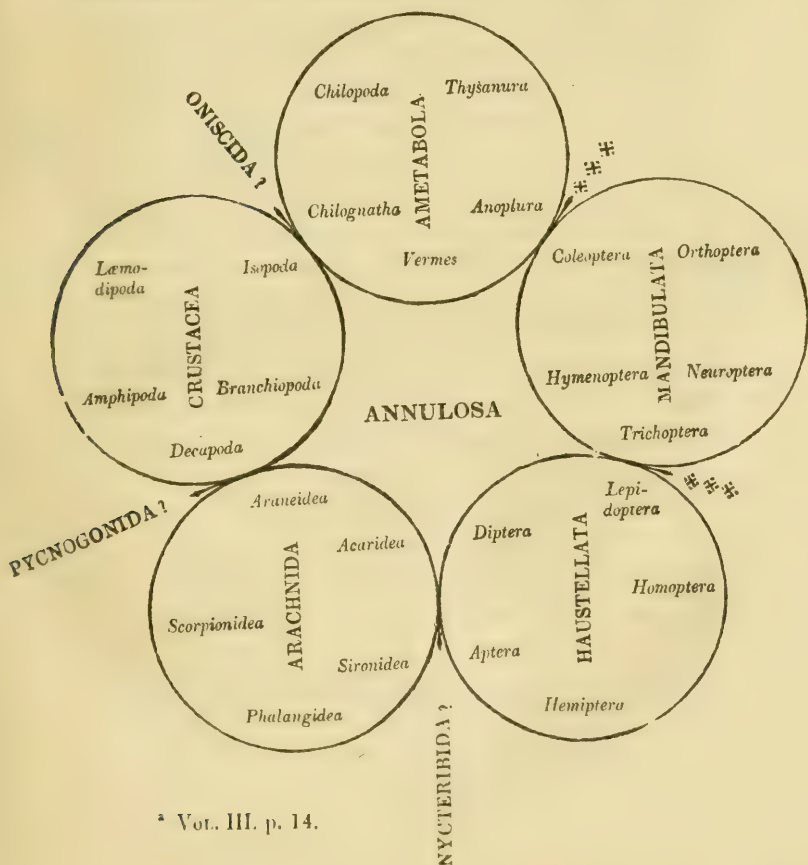 ONISCIDA?
Chilopoda
Thysanura
AMETABOLA
Chilognatha
Anoplura
Vermes
Læmo-
dipoda
Isopoda
CRUSTACEA
Amphipoda
Branchiopoda
Decapoda
Coleoptera
Orthoptera
MANDIBULATA
Hymenoptera
Neuroptera
Trichoptera
ANNULOSA
PYCNOGONIDA?
Araneidea
Acaridea
ARACHNIDA
Scorpionidea
Sironidea
Phalangidea
Lepi-
doptera
Diptera
Homoptera
HAUSTELLATA
Aptera
Hemiptera
NYCTERIBIDA?
ª VOL. III. p. 14.